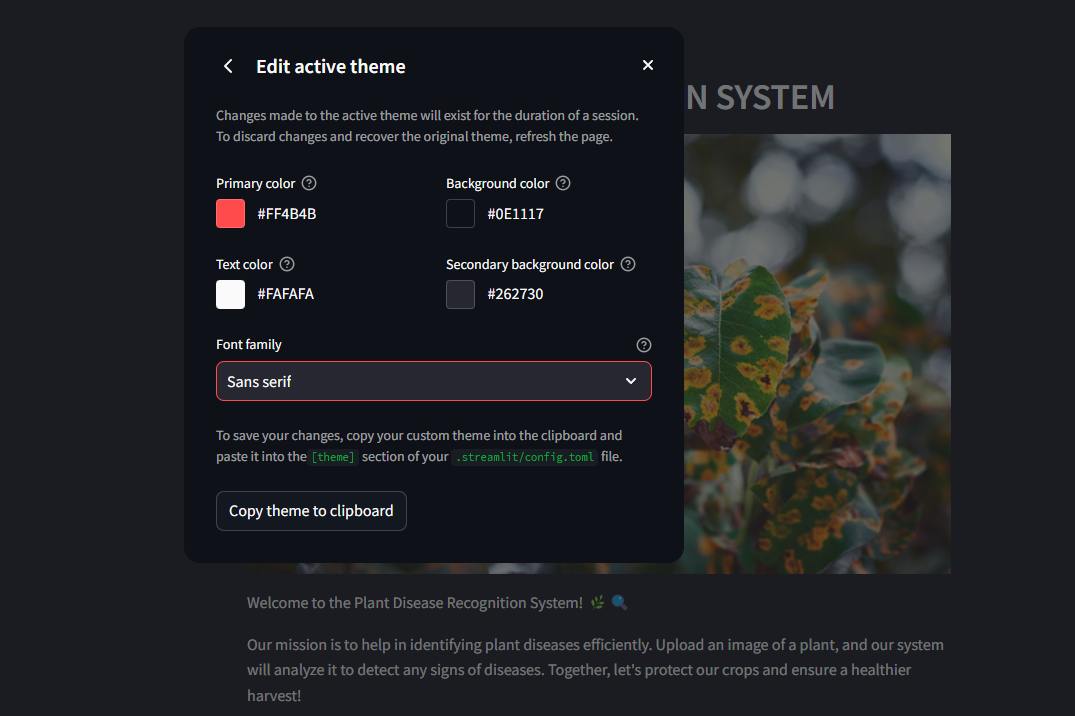 Edit active theme
N SYSTEM
Changes made to the active theme will exist for the duration of a session.
To discard changes and recover the original theme, refresh the page.
Primary color
Background color
#FF4B4B
#0E1117
Text color
Secondary background color
#FAFAFA
#262730
Font family
Sans serif
To save your changes, copy your custom theme into the clipboard and
paste it into the [theme] section of your .streamlit/config.toml file.
Copy theme to clipboard
Welcome to the Plant Disease Recognition System! 🌿 🔍
Our mission is to help in identifying plant diseases efficiently. Upload an image of a plant, and our system
will analyze it to detect any signs of diseases. Together, let's protect our crops and ensure a healthier
harvest!